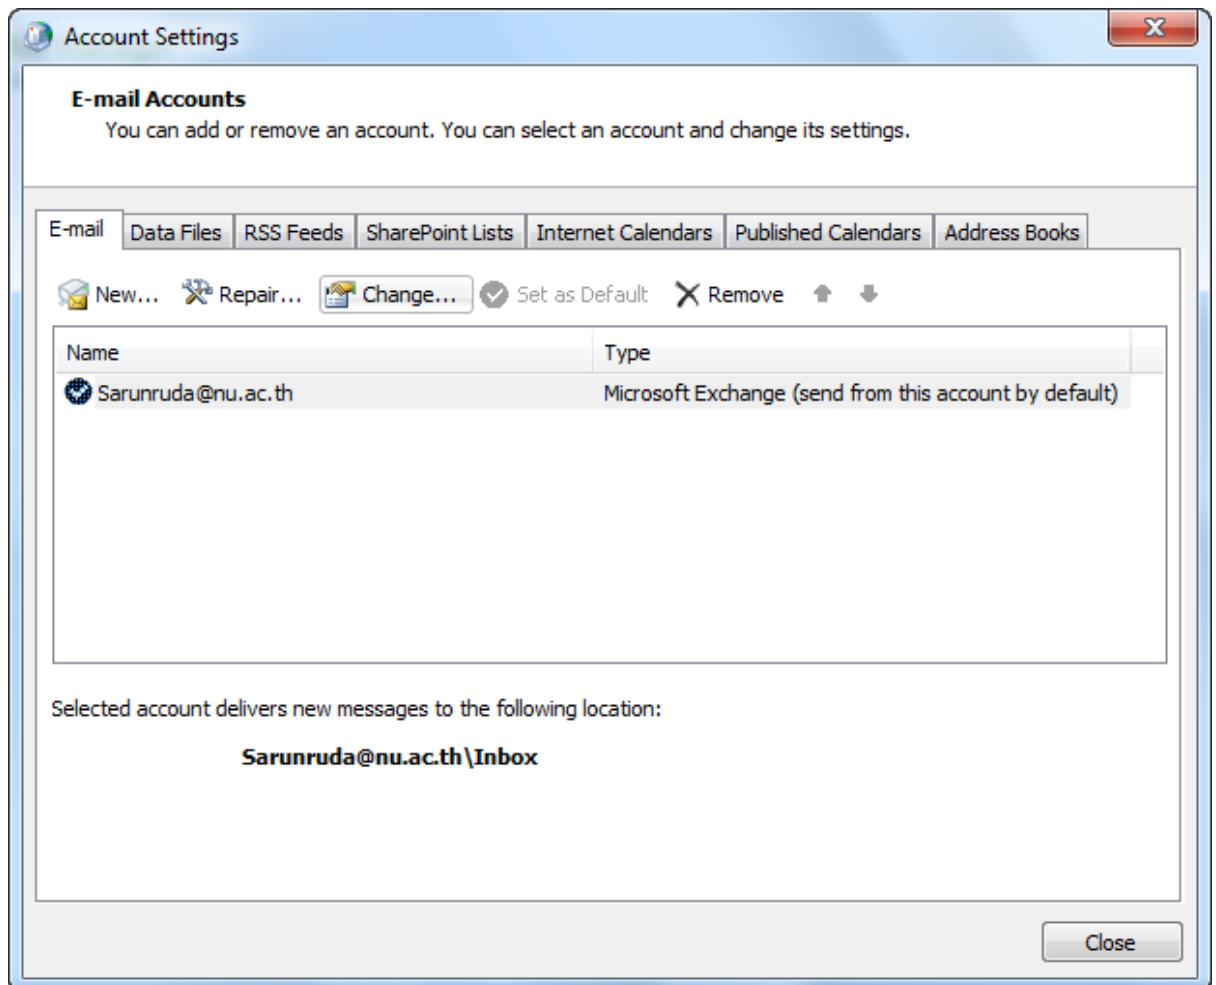 Account Settings
E-mail Accounts
You can add or remove an account. You can select an account and change its settings.
E-mail Data Files RSS Feeds SharePoint Lists Internet Calendars Published Calendars Address Books
New... Repair... Change... Set as Default Remove
Name Type
Sarunruda@nu.ac.th Microsoft Exchange (send from this account by default)
Selected account delivers new messages to the following location:
Sarunruda@nu.ac.th\Inbox
Close